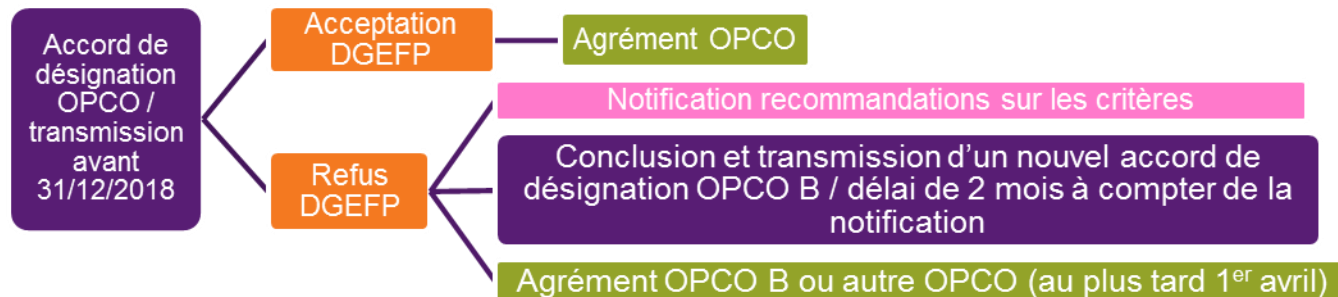 Accord de
désignation
OPCO /
transmission
avant
31/12/2018
Acceptation
DGEFP
Agrément OPCO
Refus
DGEFP
Notification recommandations sur les critères
Conclusion et transmission d'un nouvel accord de
désignation OPCO B / délai de 2 mois à compter de la
notification
Agrément OPCO B ou autre OPCO (au plus tard 1er avril)